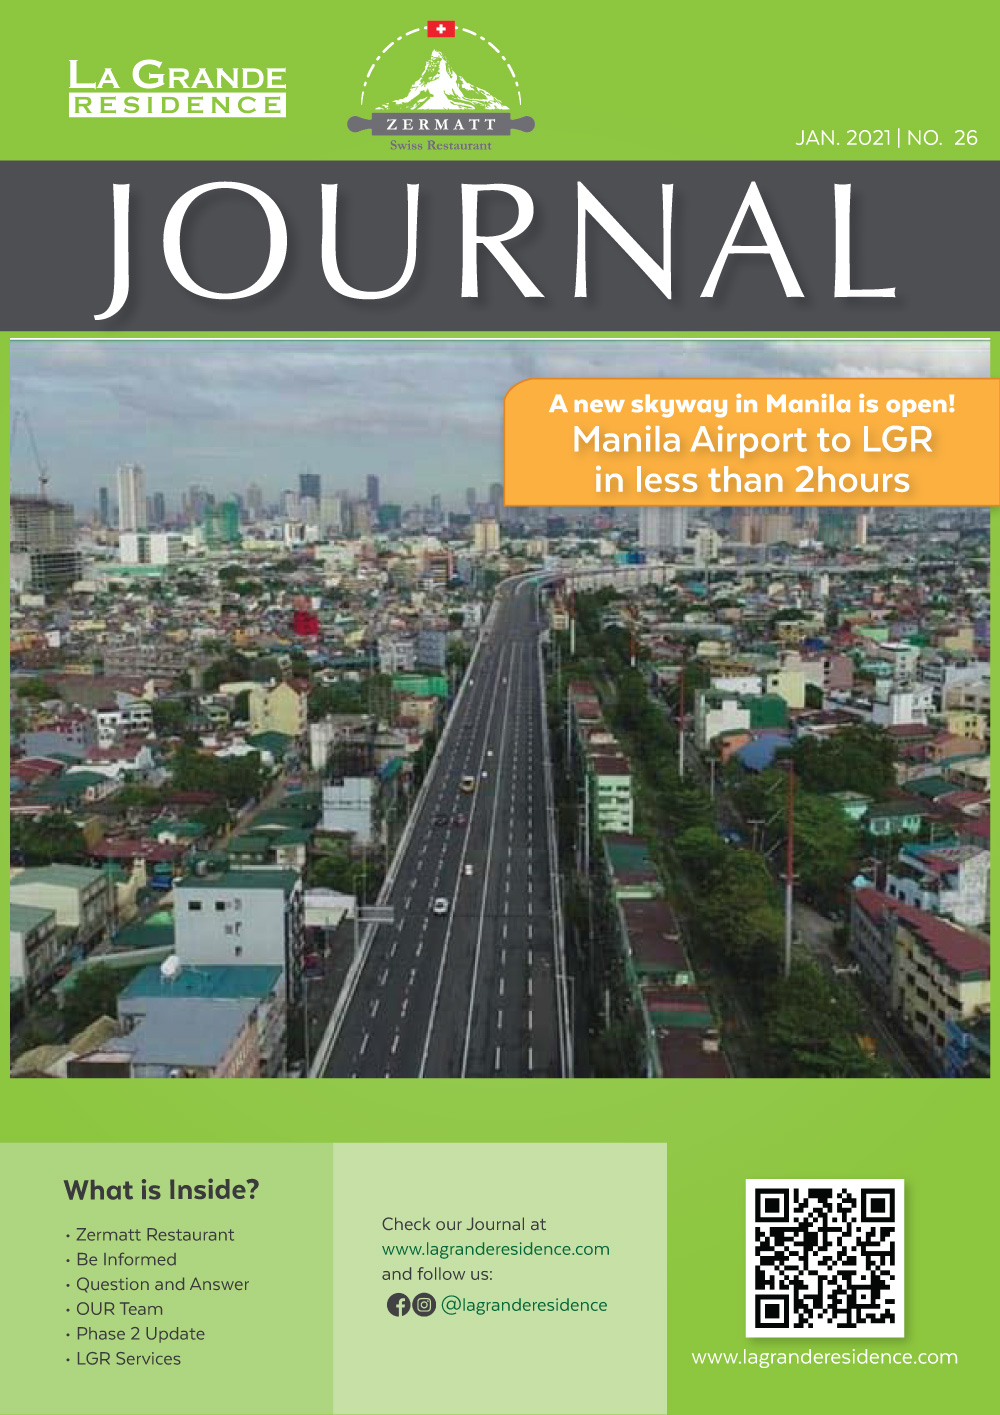 LA GRANDE
RESIDENCE
ZERMATT
Swiss Restaurant
JAN. 2021 | NO. 26
JOURNAL
A new skyway in Manila is open!
Manila Airport to LGR
in less than 2hours
What is Inside?
• Zermatt Restaurant
• Be Informed
• Question and Answer
• OUR Team
• Phase 2 Update
• LGR Services
Check our Journal at
www.lagranderesidence.com
and follow us:
@lagranderesidence
www.lagranderesidence.com